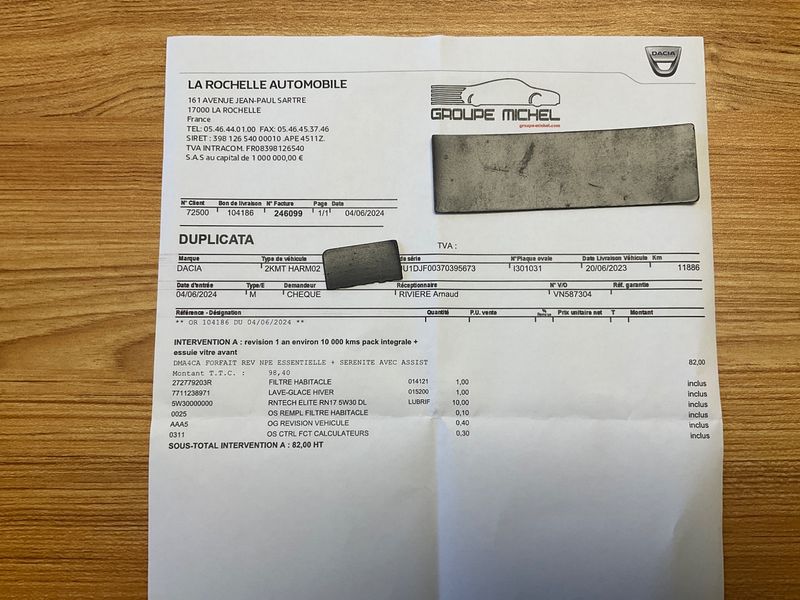 DACIA
LA ROCHELLE AUTOMOBILE
161 AVENUE JEAN-PAUL SARTRE
17000 LA ROCHELLE
France
TEL: 05.46.44.01.00 FAX: 05.46.45.37.46
SIRET : 398 126 540 00010 .APE 4511Z.
TVA INTRACOM. FR08398126540
S.A.S au capital de 1 000 000,00 €
GROUPE MICHEL
groupe-michel.com
N° Client Bon de livraison N° Facture Page Date
72500 104186 246099 1/1 04/06/2024
DUPLICATA
TVA :
Marque Type de véhicule de série N°Plaque ovale Date Livraison Véhicule Km
DACIA 2KMT HARM02 U1DJF00370395673 I301031 20/06/2023 11886
Date d'entrée Type/E Demandeur Réceptionnaire N° V/O Réf. garantie
04/06/2024 M CHEQUE RIVIERE Arnaud VN587304
Référence - Désignation Quantité P.U. vente % Remise Prix unitaire net T Montant
** OR 104186 DU 04/06/2024 **
INTERVENTION A : revision 1 an environ 10 000 kms pack integrale +
essuie vitre avant
DMA4CA FORFAIT REV NPE ESSENTIELLE + SERENITE AVEC ASSIST 82,00
Montant T.T.C. : 98,40
272779203R FILTRE HABITACLE 014121 1,00 inclus
7711238971 LAVE-GLACE HIVER 015200 1,00 inclus
5W30000000 RNTECH ELITE RN17 5W30 DL LUBRIF 10,00 inclus
0025 OS REMPL FILTRE HABITACLE 0,10 inclus
AAA5 OG REVISION VEHICULE 0,40 inclus
0311 OS CTRL FCT CALCULATEURS 0,30 inclus
SOUS-TOTAL INTERVENTION A : 82,00 HT